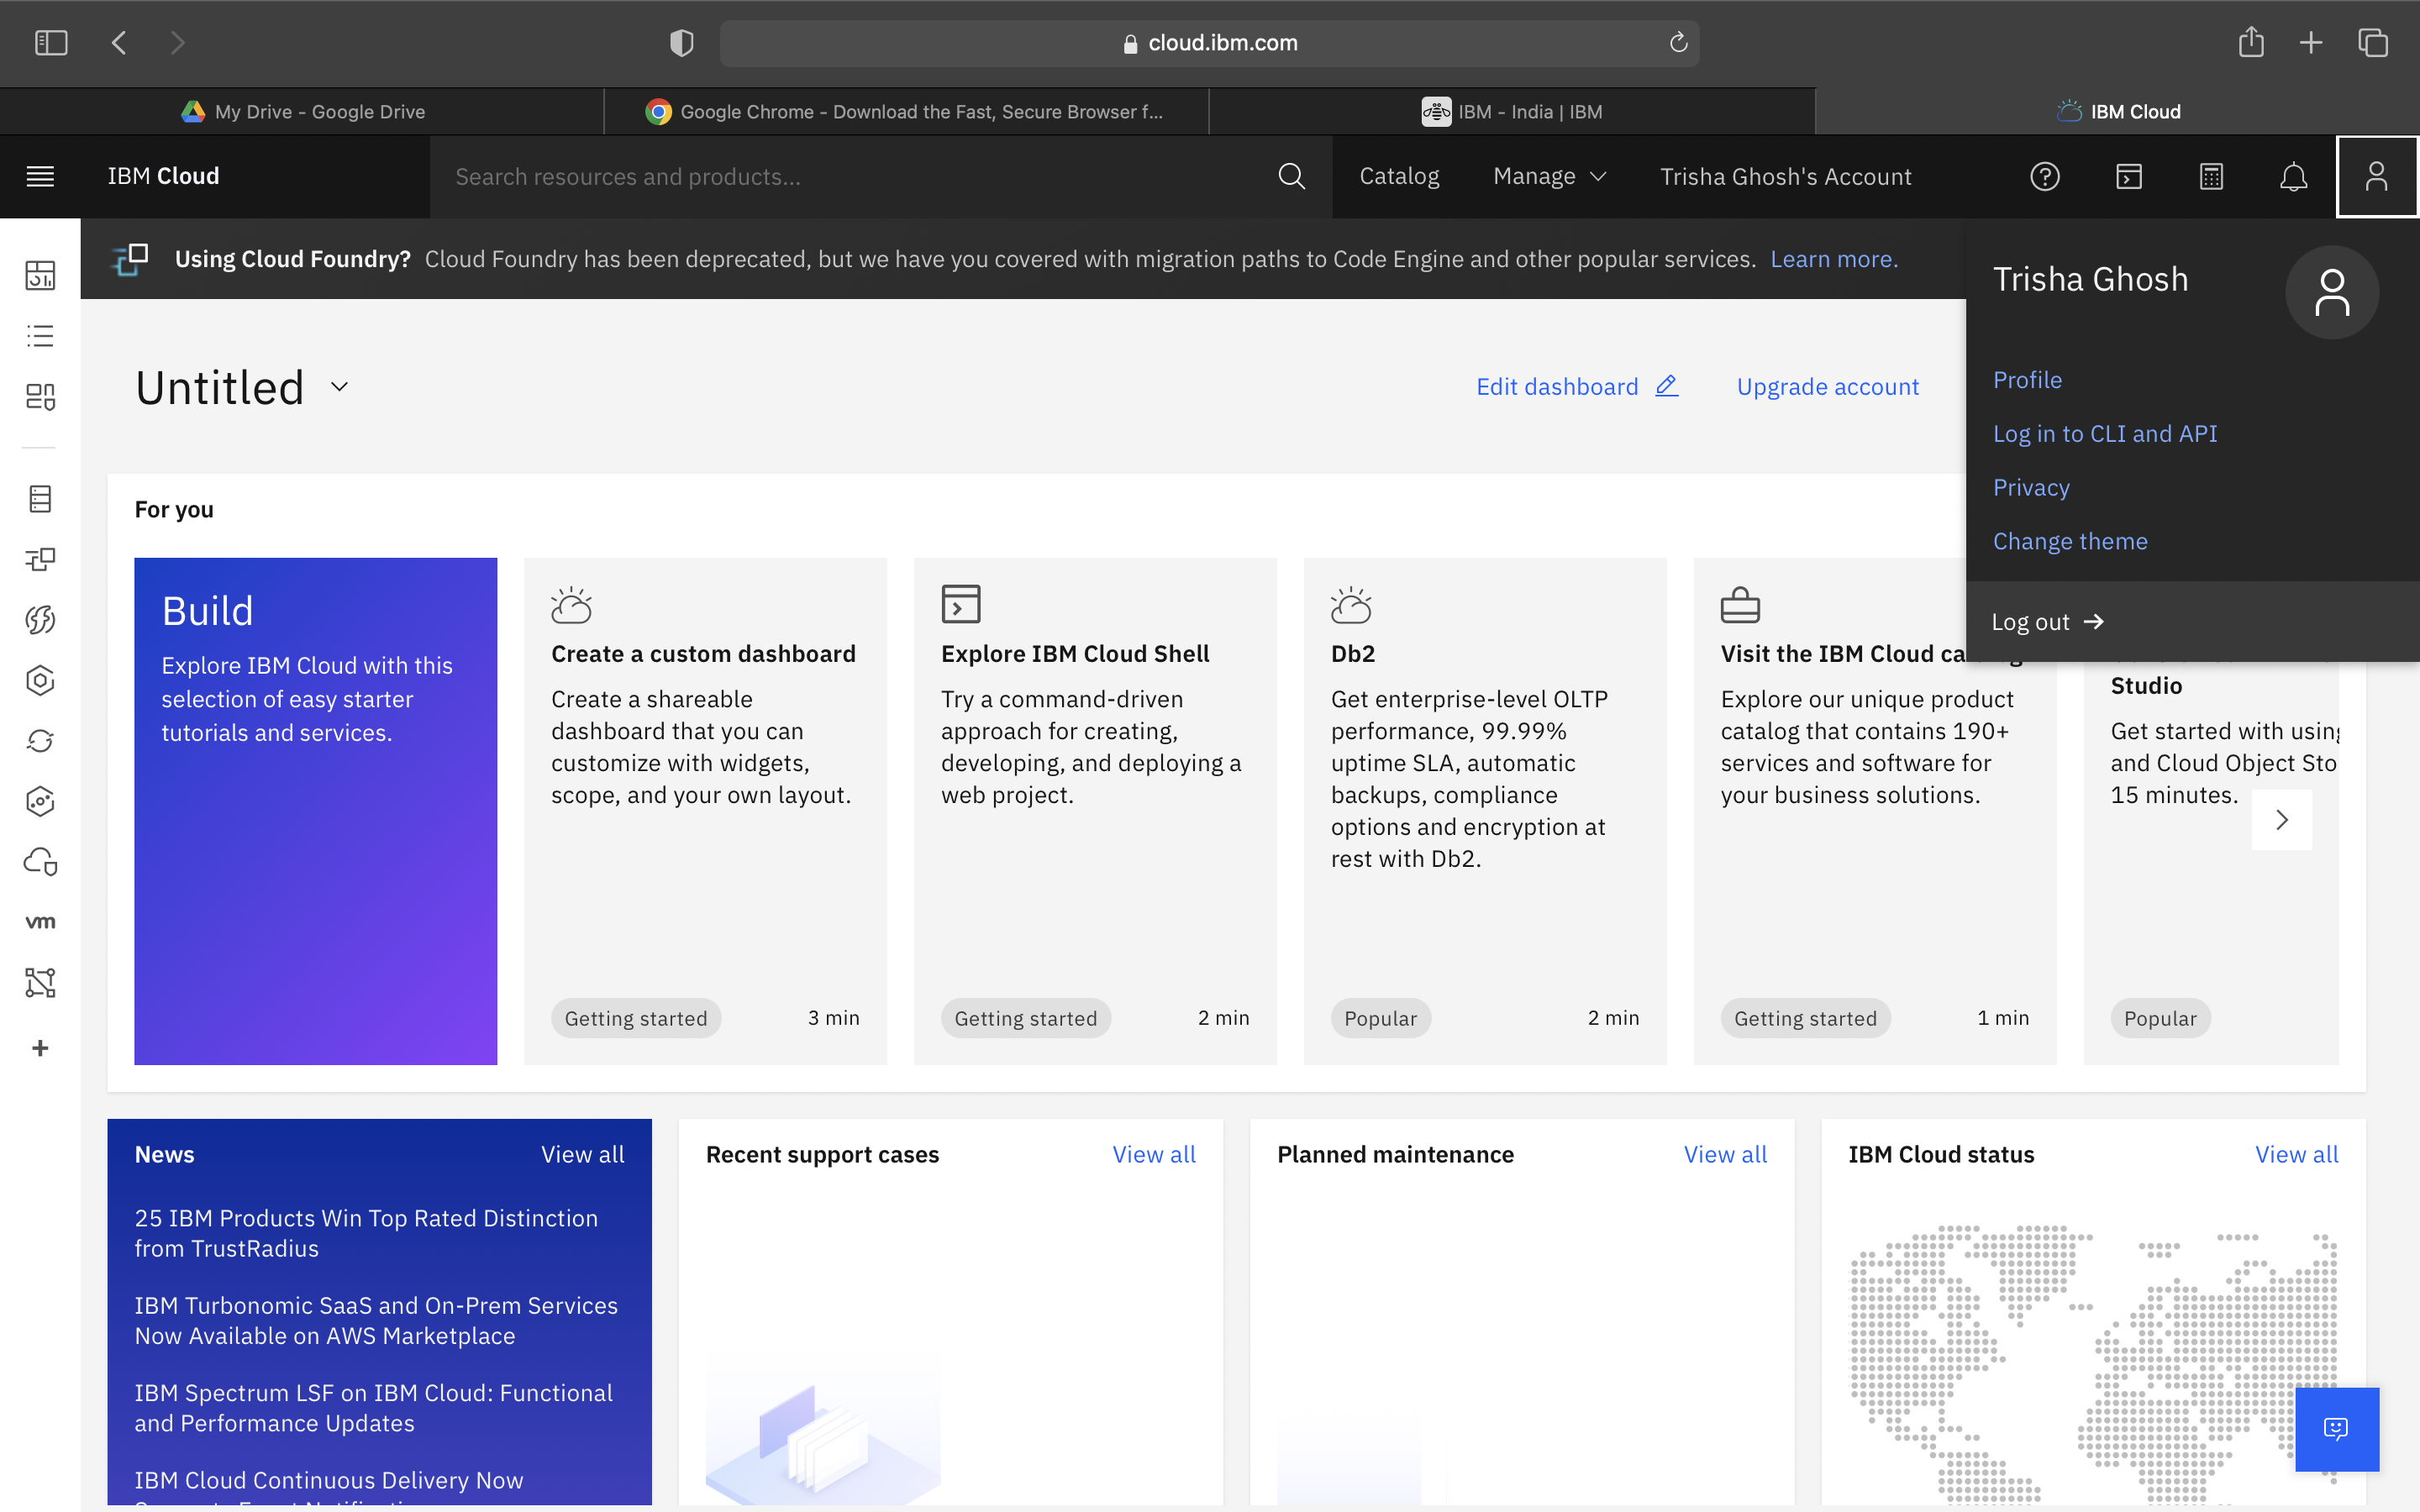 cloud.ibm.com
My Drive - Google Drive
Google Chrome - Download the Fast, Secure Browser f...
IBM - India | IBM
IBM Cloud
IBM Cloud
Search resources and products...
Catalog
Manage
Trisha Ghosh's Account
Using Cloud Foundry? Cloud Foundry has been deprecated, but we have you covered with migration paths to Code Engine and other popular services. Learn more.
Trisha Ghosh
Profile
Log in to CLI and API
Privacy
Change theme
Log out
Untitled
Edit dashboard
Upgrade account
For you
Build
Explore IBM Cloud with this
selection of easy starter
tutorials and services.
Create a custom dashboard
Create a shareable
dashboard that you can
customize with widgets,
scope, and your own layout.
Getting started
3 min
Explore IBM Cloud Shell
Try a command-driven
approach for creating,
developing, and deploying a
web project.
Getting started
2 min
Db2
Get enterprise-level OLTP
performance, 99.99%
uptime SLA, automatic
backups, compliance
options and encryption at
rest with Db2.
Popular
2 min
Visit the IBM Cloud
Explore our unique product
catalog that contains 190+
services and software for
your business solutions.
Getting started
1 min
Studio
Get started with using
and Cloud Object Sto
15 minutes.
Popular
vm
News
View all
25 IBM Products Win Top Rated Distinction
from TrustRadius
IBM Turbonomic SaaS and On-Prem Services
Now Available on AWS Marketplace
IBM Spectrum LSF on IBM Cloud: Functional
and Performance Updates
IBM Cloud Continuous Delivery Now
Recent support cases
View all
Planned maintenance
View all
IBM Cloud status
View all